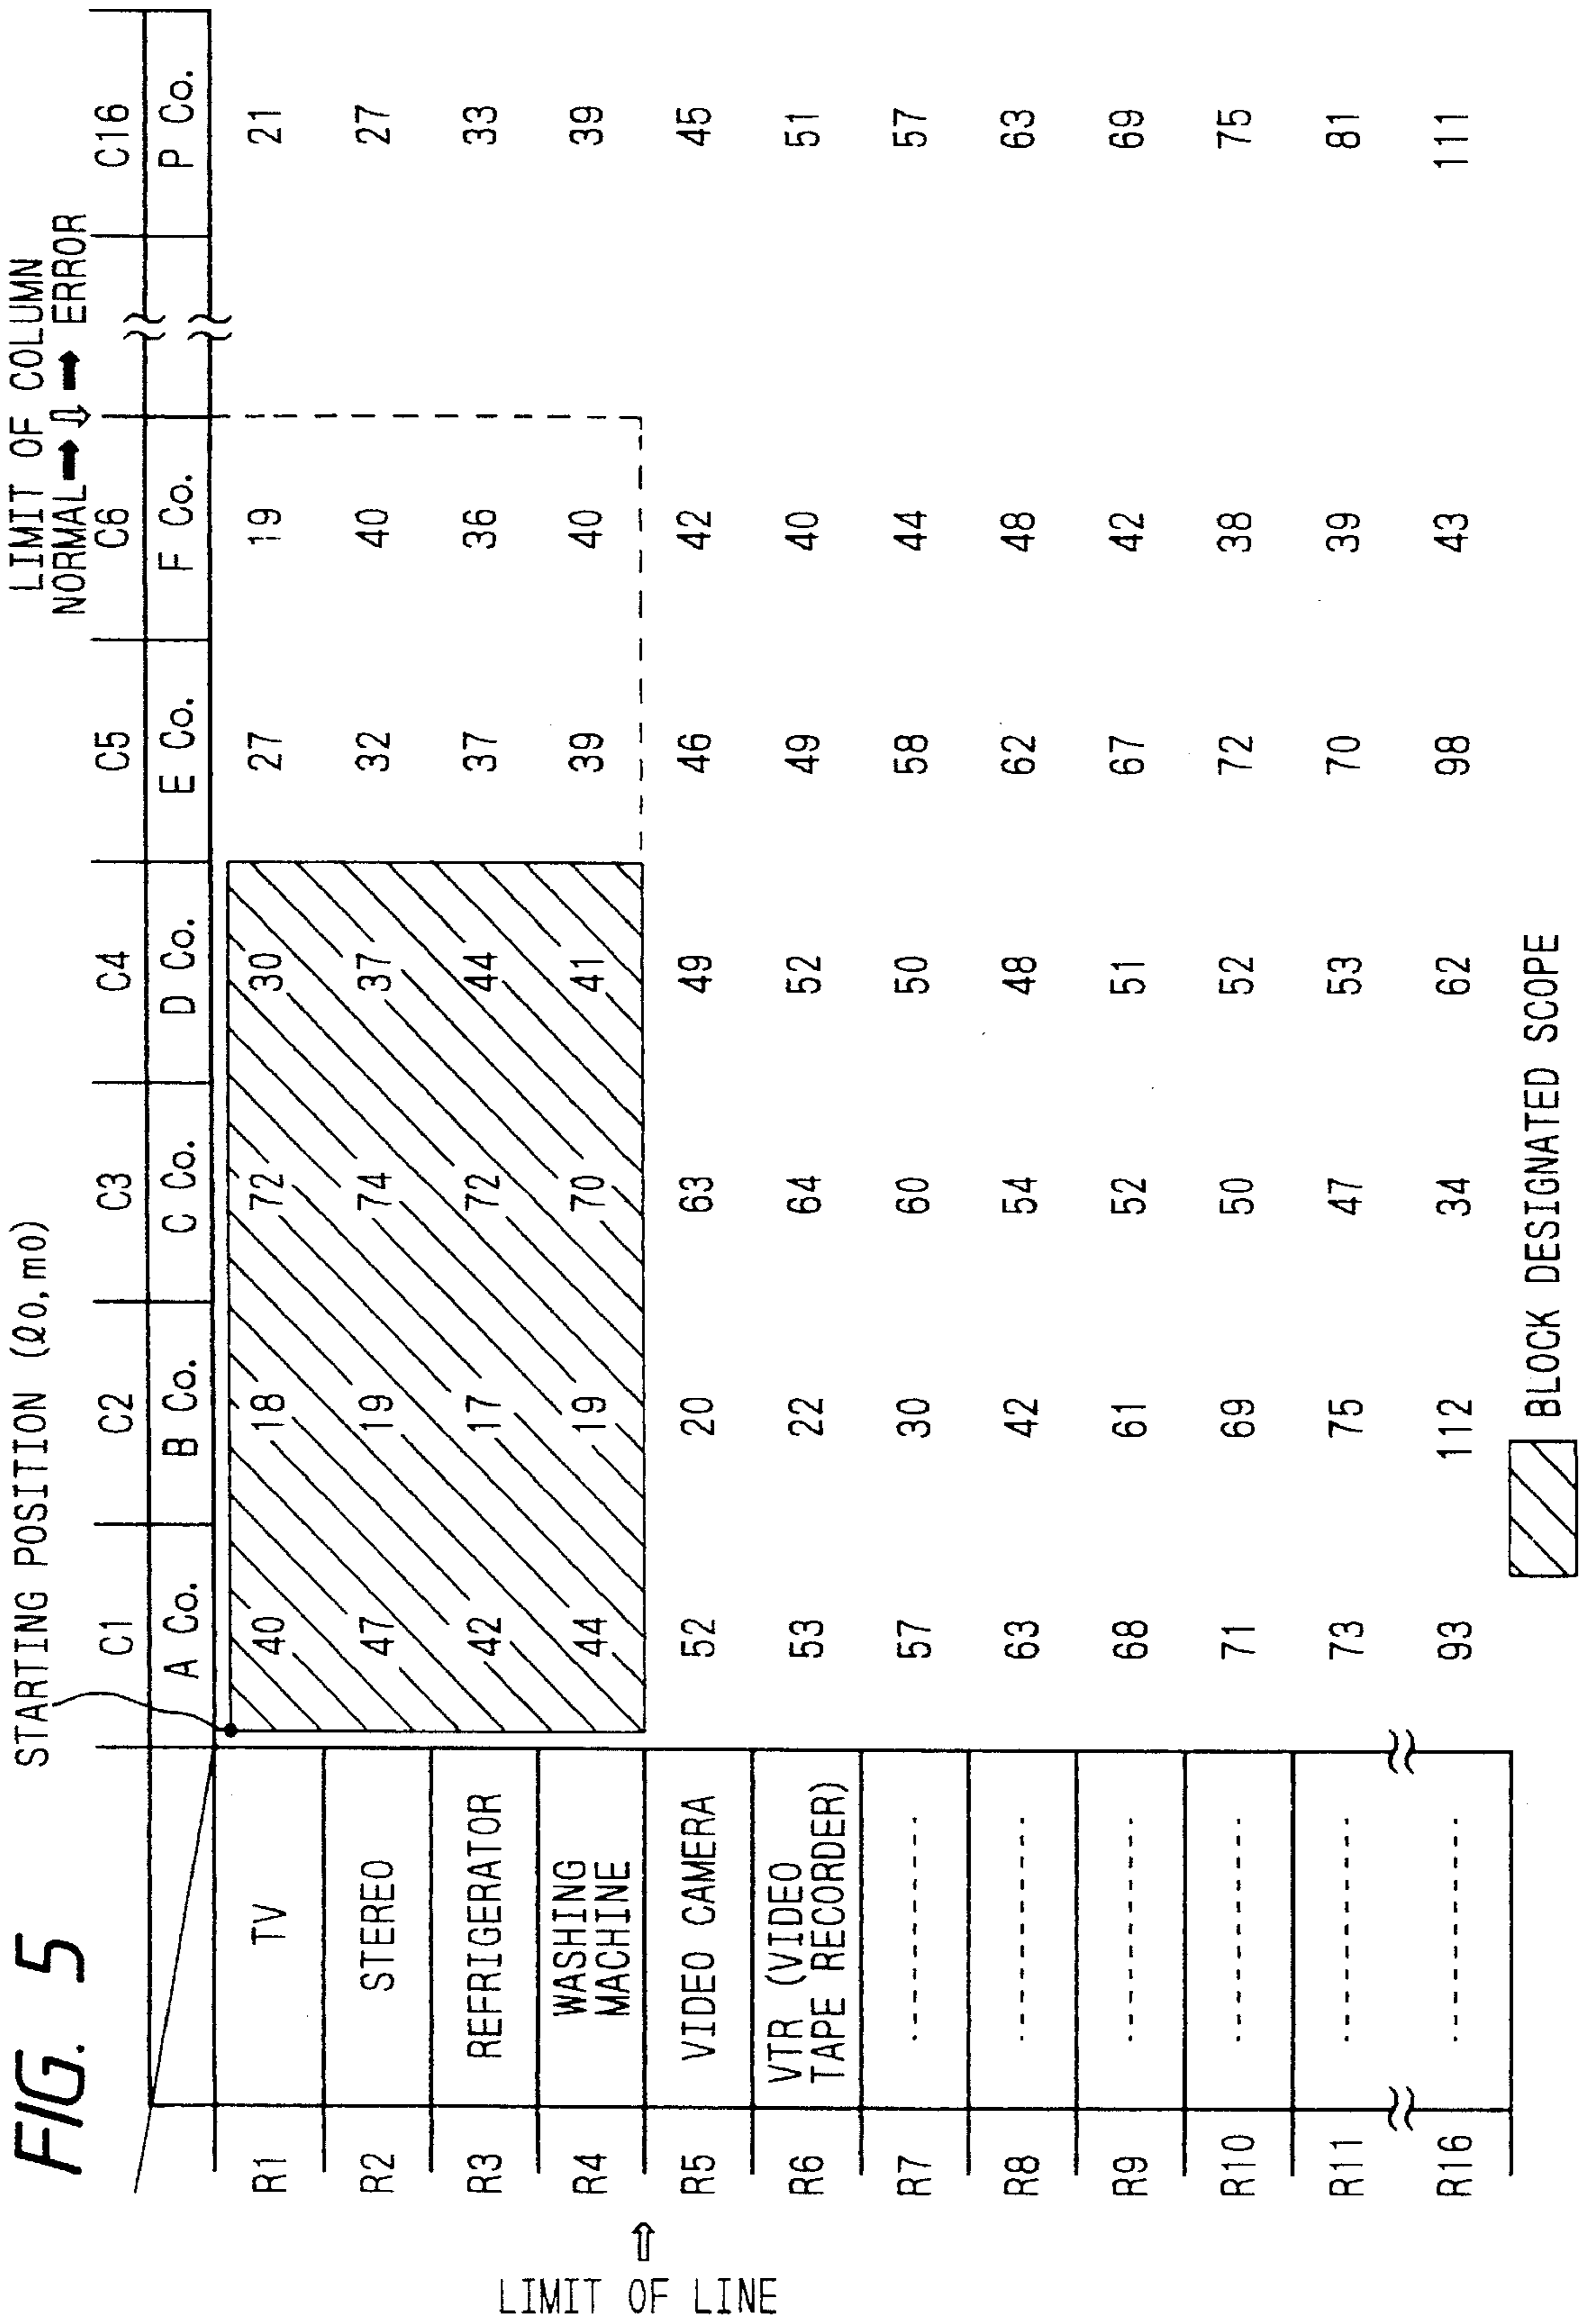 FIG. 5
STARTING POSITION (ℓ0, m0)
LIMIT OF COLUMN
NORMAL ➡ ⇩ ➡ ERROR
C1 C2 C3 C4 C5 C6 C16
A Co. B Co. C Co. D Co. E Co. F Co. P Co.
R1 TV 40 18 72 30 27 19 21
R2 STEREO 47 19 74 37 32 40 27
R3 REFRIGERATOR 42 17 72 44 37 36 33
R4 WASHING MACHINE 44 19 70 41 39 40 39
LIMIT OF LINE ⇨
R5 VIDEO CAMERA 52 20 63 49 46 42 45
R6 VTR (VIDEO TAPE RECORDER) 53 22 64 52 49 40 51
R7 ·-------· 57 30 60 50 58 44 57
R8 ·-------· 63 42 54 48 62 48 63
R9 ·-------· 68 61 52 51 67 42 69
R10 ·-------· 71 69 50 52 72 38 75
R11 ·-------· 73 75 47 53 70 39 81
R16 ·-------· 93 112 34 62 98 43 111
BLOCK DESIGNATED SCOPE